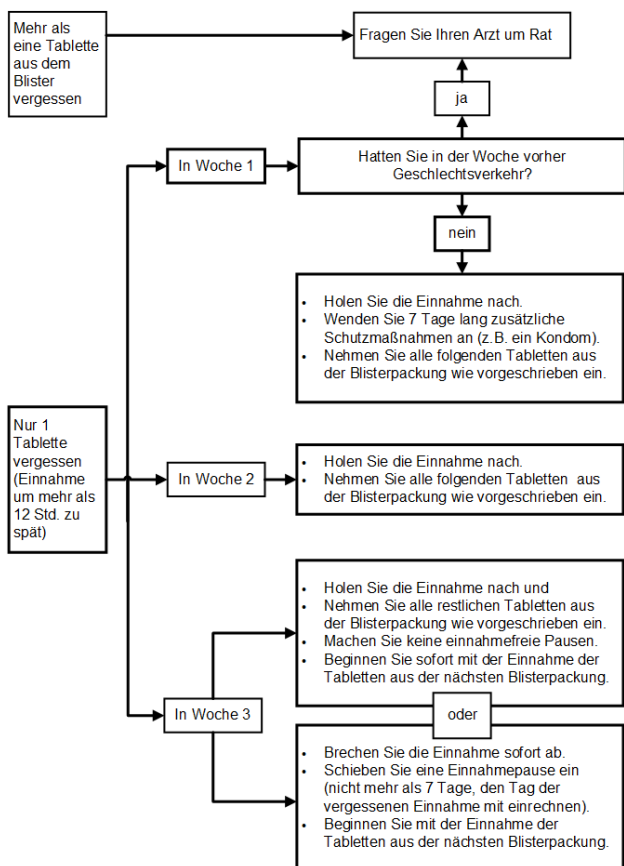 Mehr als
eine Tablette
aus dem
Blister
vergessen
Fragen Sie Ihren Arzt um Rat
ja
In Woche 1
Hatten Sie in der Woche vorher
Geschlechtsverkehr?
nein
• Holen Sie die Einnahme nach.
• Wenden Sie 7 Tage lang zusätzliche
Schutzmaßnahmen an (z.B. ein Kondom).
• Nehmen Sie alle folgenden Tabletten aus
der Blisterpackung wie vorgeschrieben ein.
Nur 1
Tablette
vergessen
(Einnahme
um mehr als
12 Std. zu
spät)
In Woche 2
• Holen Sie die Einnahme nach.
• Nehmen Sie alle folgenden Tabletten aus
der Blisterpackung wie vorgeschrieben ein.
In Woche 3
• Holen Sie die Einnahme nach und
• Nehmen Sie alle restlichen Tabletten aus
der Blisterpackung wie vorgeschrieben ein.
• Machen Sie keine einnahmefreie Pausen.
• Beginnen Sie sofort mit der Einnahme der
Tabletten aus der nächsten Blisterpackung.
oder
• Brechen Sie die Einnahme sofort ab.
• Schieben Sie eine Einnahmepause ein
(nicht mehr als 7 Tage, den Tag der
vergessenen Einnahme mit einrechnen).
• Beginnen Sie mit der Einnahme der
Tabletten aus der nächsten Blisterpackung.